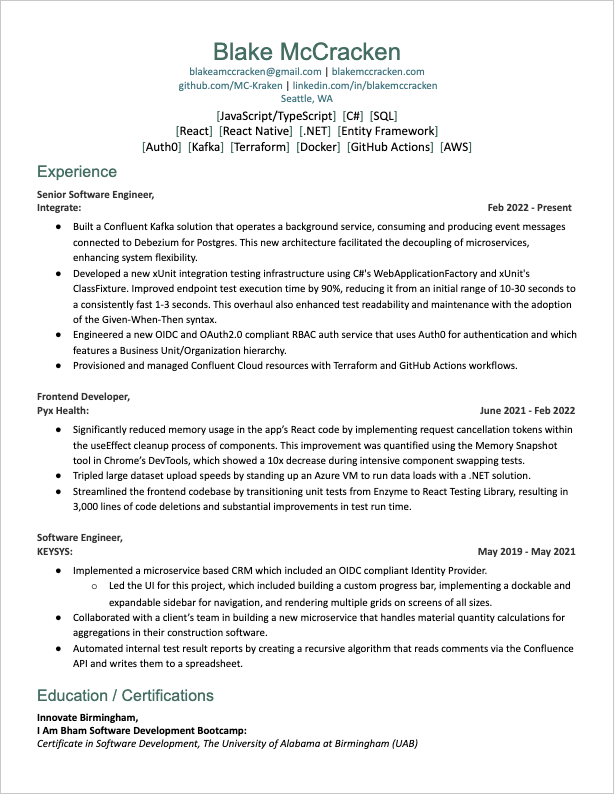 Blake McCracken
blakeamccracken@gmail.com | blakemccracken.com
github.com/MC-Kraken | linkedin.com/in/blakemccracken
Seattle, WA
[JavaScript/TypeScript] [C#] [SQL]
[React] [React Native] [.NET] [Entity Framework]
[Auth0] [Kafka] [Terraform] [Docker] [GitHub Actions] [AWS]
Experience
Senior Software Engineer,
Integrate: Feb 2022 - Present
● Built a Confluent Kafka solution that operates a background service, consuming and producing event messages
connected to Debezium for Postgres. This new architecture facilitated the decoupling of microservices,
enhancing system flexibility.
● Developed a new xUnit integration testing infrastructure using C#'s WebApplicationFactory and xUnit's
ClassFixture. Improved endpoint test execution time by 90%, reducing it from an initial range of 10-30 seconds to
a consistently fast 1-3 seconds. This overhaul also enhanced test readability and maintenance with the adoption
of the Given-When-Then syntax.
● Engineered a new OIDC and OAuth2.0 compliant RBAC auth service that uses Auth0 for authentication and which
features a Business Unit/Organization hierarchy.
● Provisioned and managed Confluent Cloud resources with Terraform and GitHub Actions workflows.
Frontend Developer,
Pyx Health: June 2021 - Feb 2022
● Significantly reduced memory usage in the app's React code by implementing request cancellation tokens within
the useEffect cleanup process of components. This improvement was quantified using the Memory Snapshot
tool in Chrome's DevTools, which showed a 10x decrease during intensive component swapping tests.
● Tripled large dataset upload speeds by standing up an Azure VM to run data loads with a .NET solution.
● Streamlined the frontend codebase by transitioning unit tests from Enzyme to React Testing Library, resulting in
3,000 lines of code deletions and substantial improvements in test run time.
Software Engineer,
KEYSYS: May 2019 - May 2021
● Implemented a microservice based CRM which included an OIDC compliant Identity Provider.
○ Led the UI for this project, which included building a custom progress bar, implementing a dockable and
expandable sidebar for navigation, and rendering multiple grids on screens of all sizes.
● Collaborated with a client's team in building a new microservice that handles material quantity calculations for
aggregations in their construction software.
● Automated internal test result reports by creating a recursive algorithm that reads comments via the Confluence
API and writes them to a spreadsheet.
Education / Certifications
Innovate Birmingham,
I Am Bham Software Development Bootcamp:
Certificate in Software Development, The University of Alabama at Birmingham (UAB)